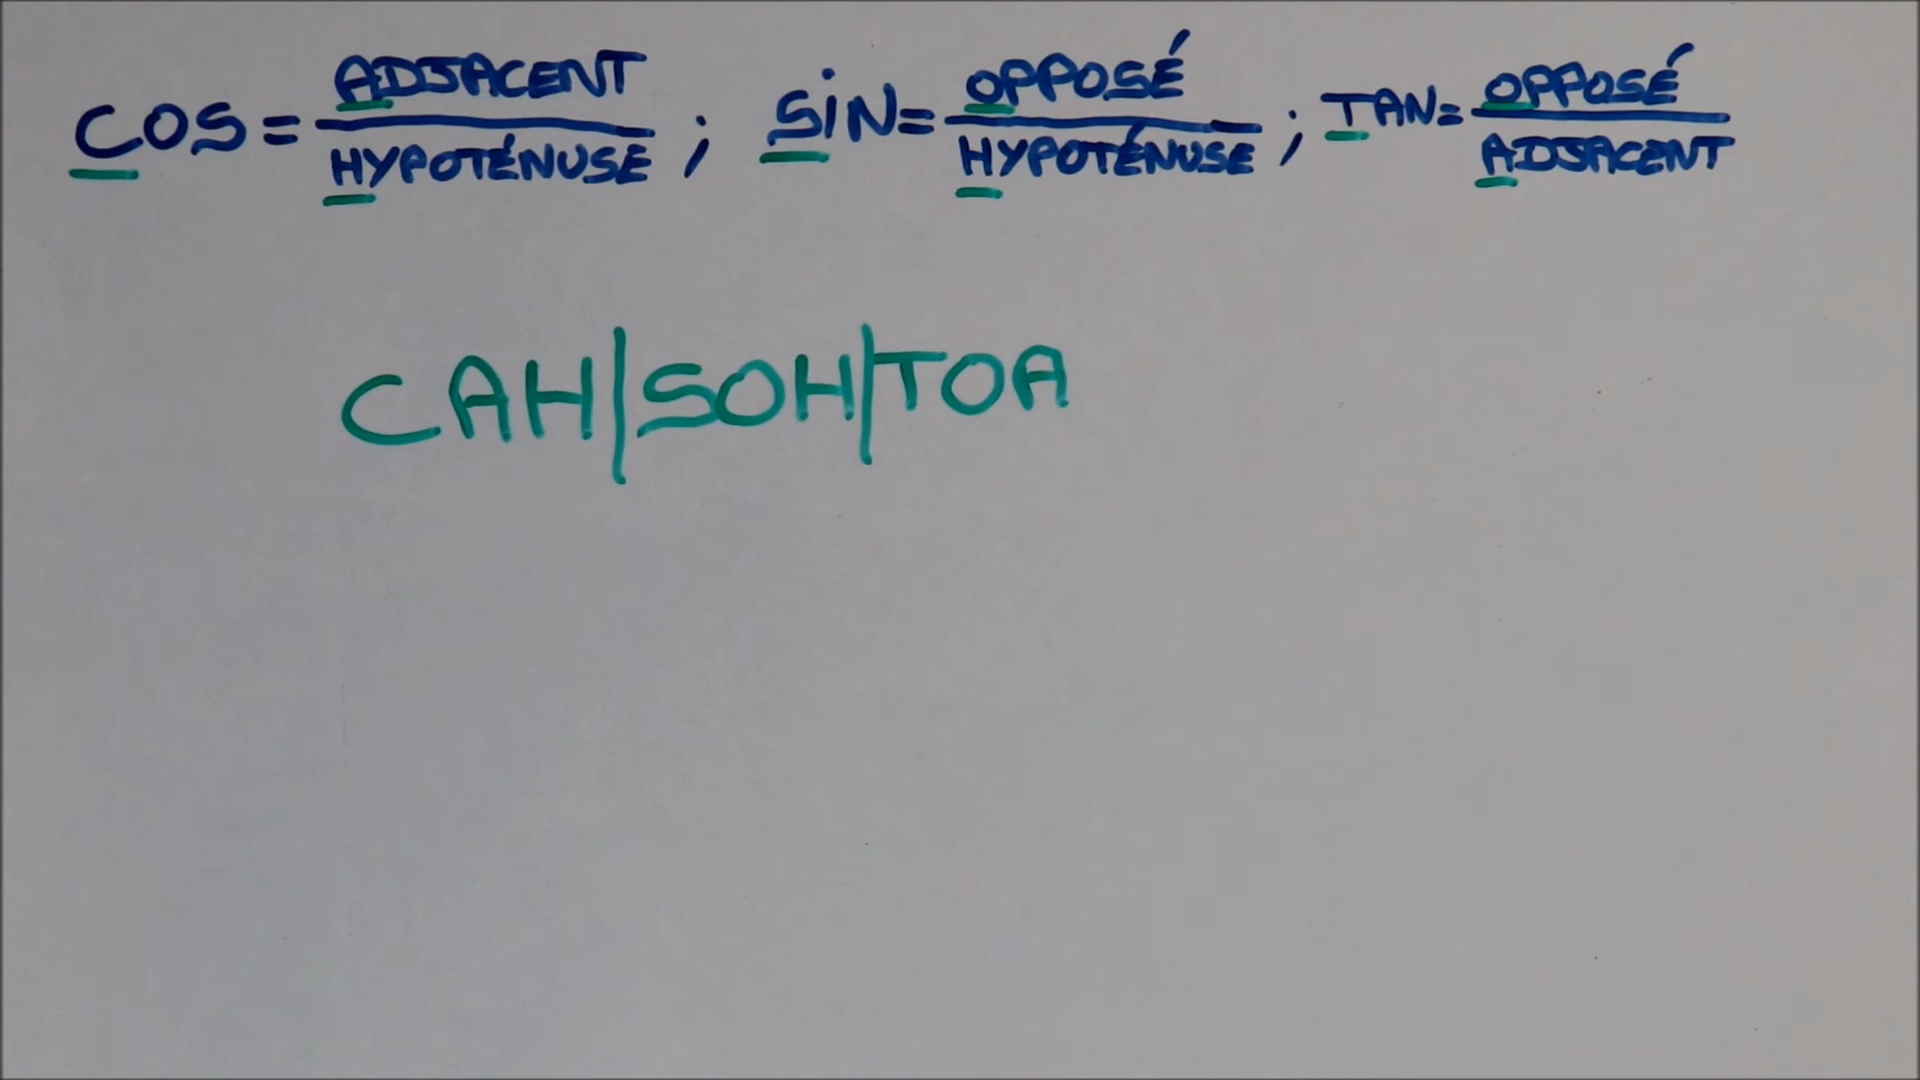 COS = ADJACENT / HYPOTÉNUSE ; SIN = OPPOSÉ / HYPOTÉNUSE ; TAN = OPPOSÉ / ADJACENT
CAH|SOH|TOA